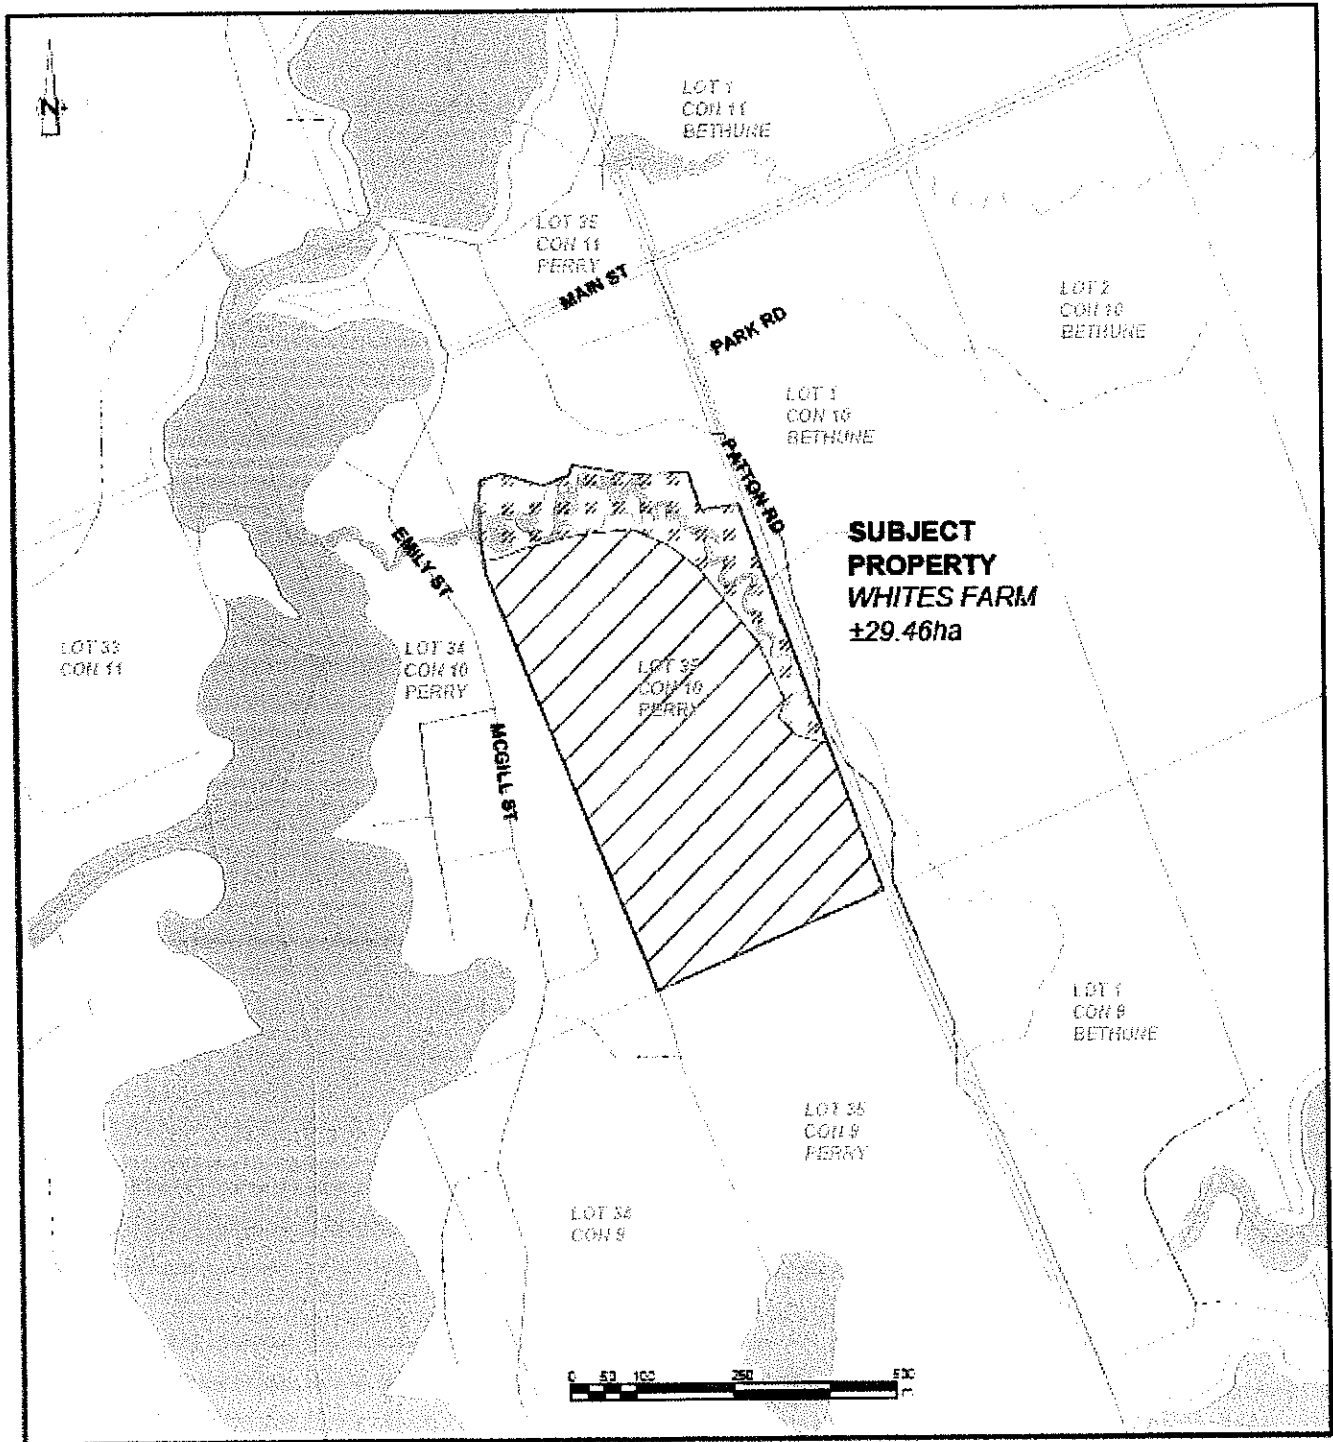 N
LOT 1
CON 11
BETHUNE
LOT 35
CON 11
PERRY
MAIN ST
LOT 2
CON 10
BETHUNE
PARK RD
LOT 1
CON 10
BETHUNE
PATTON RD
SUBJECT
PROPERTY
WHITES FARM
±29.46ha
EMILY ST
LOT 33
CON 11
LOT 34
CON 10
PERRY
LOT 35
CON 10
PERRY
MCGILL ST
LOT 1
CON 9
BETHUNE
LOT 35
CON 9
PERRY
LOT 34
CON 9
0 50 100 250 500
m